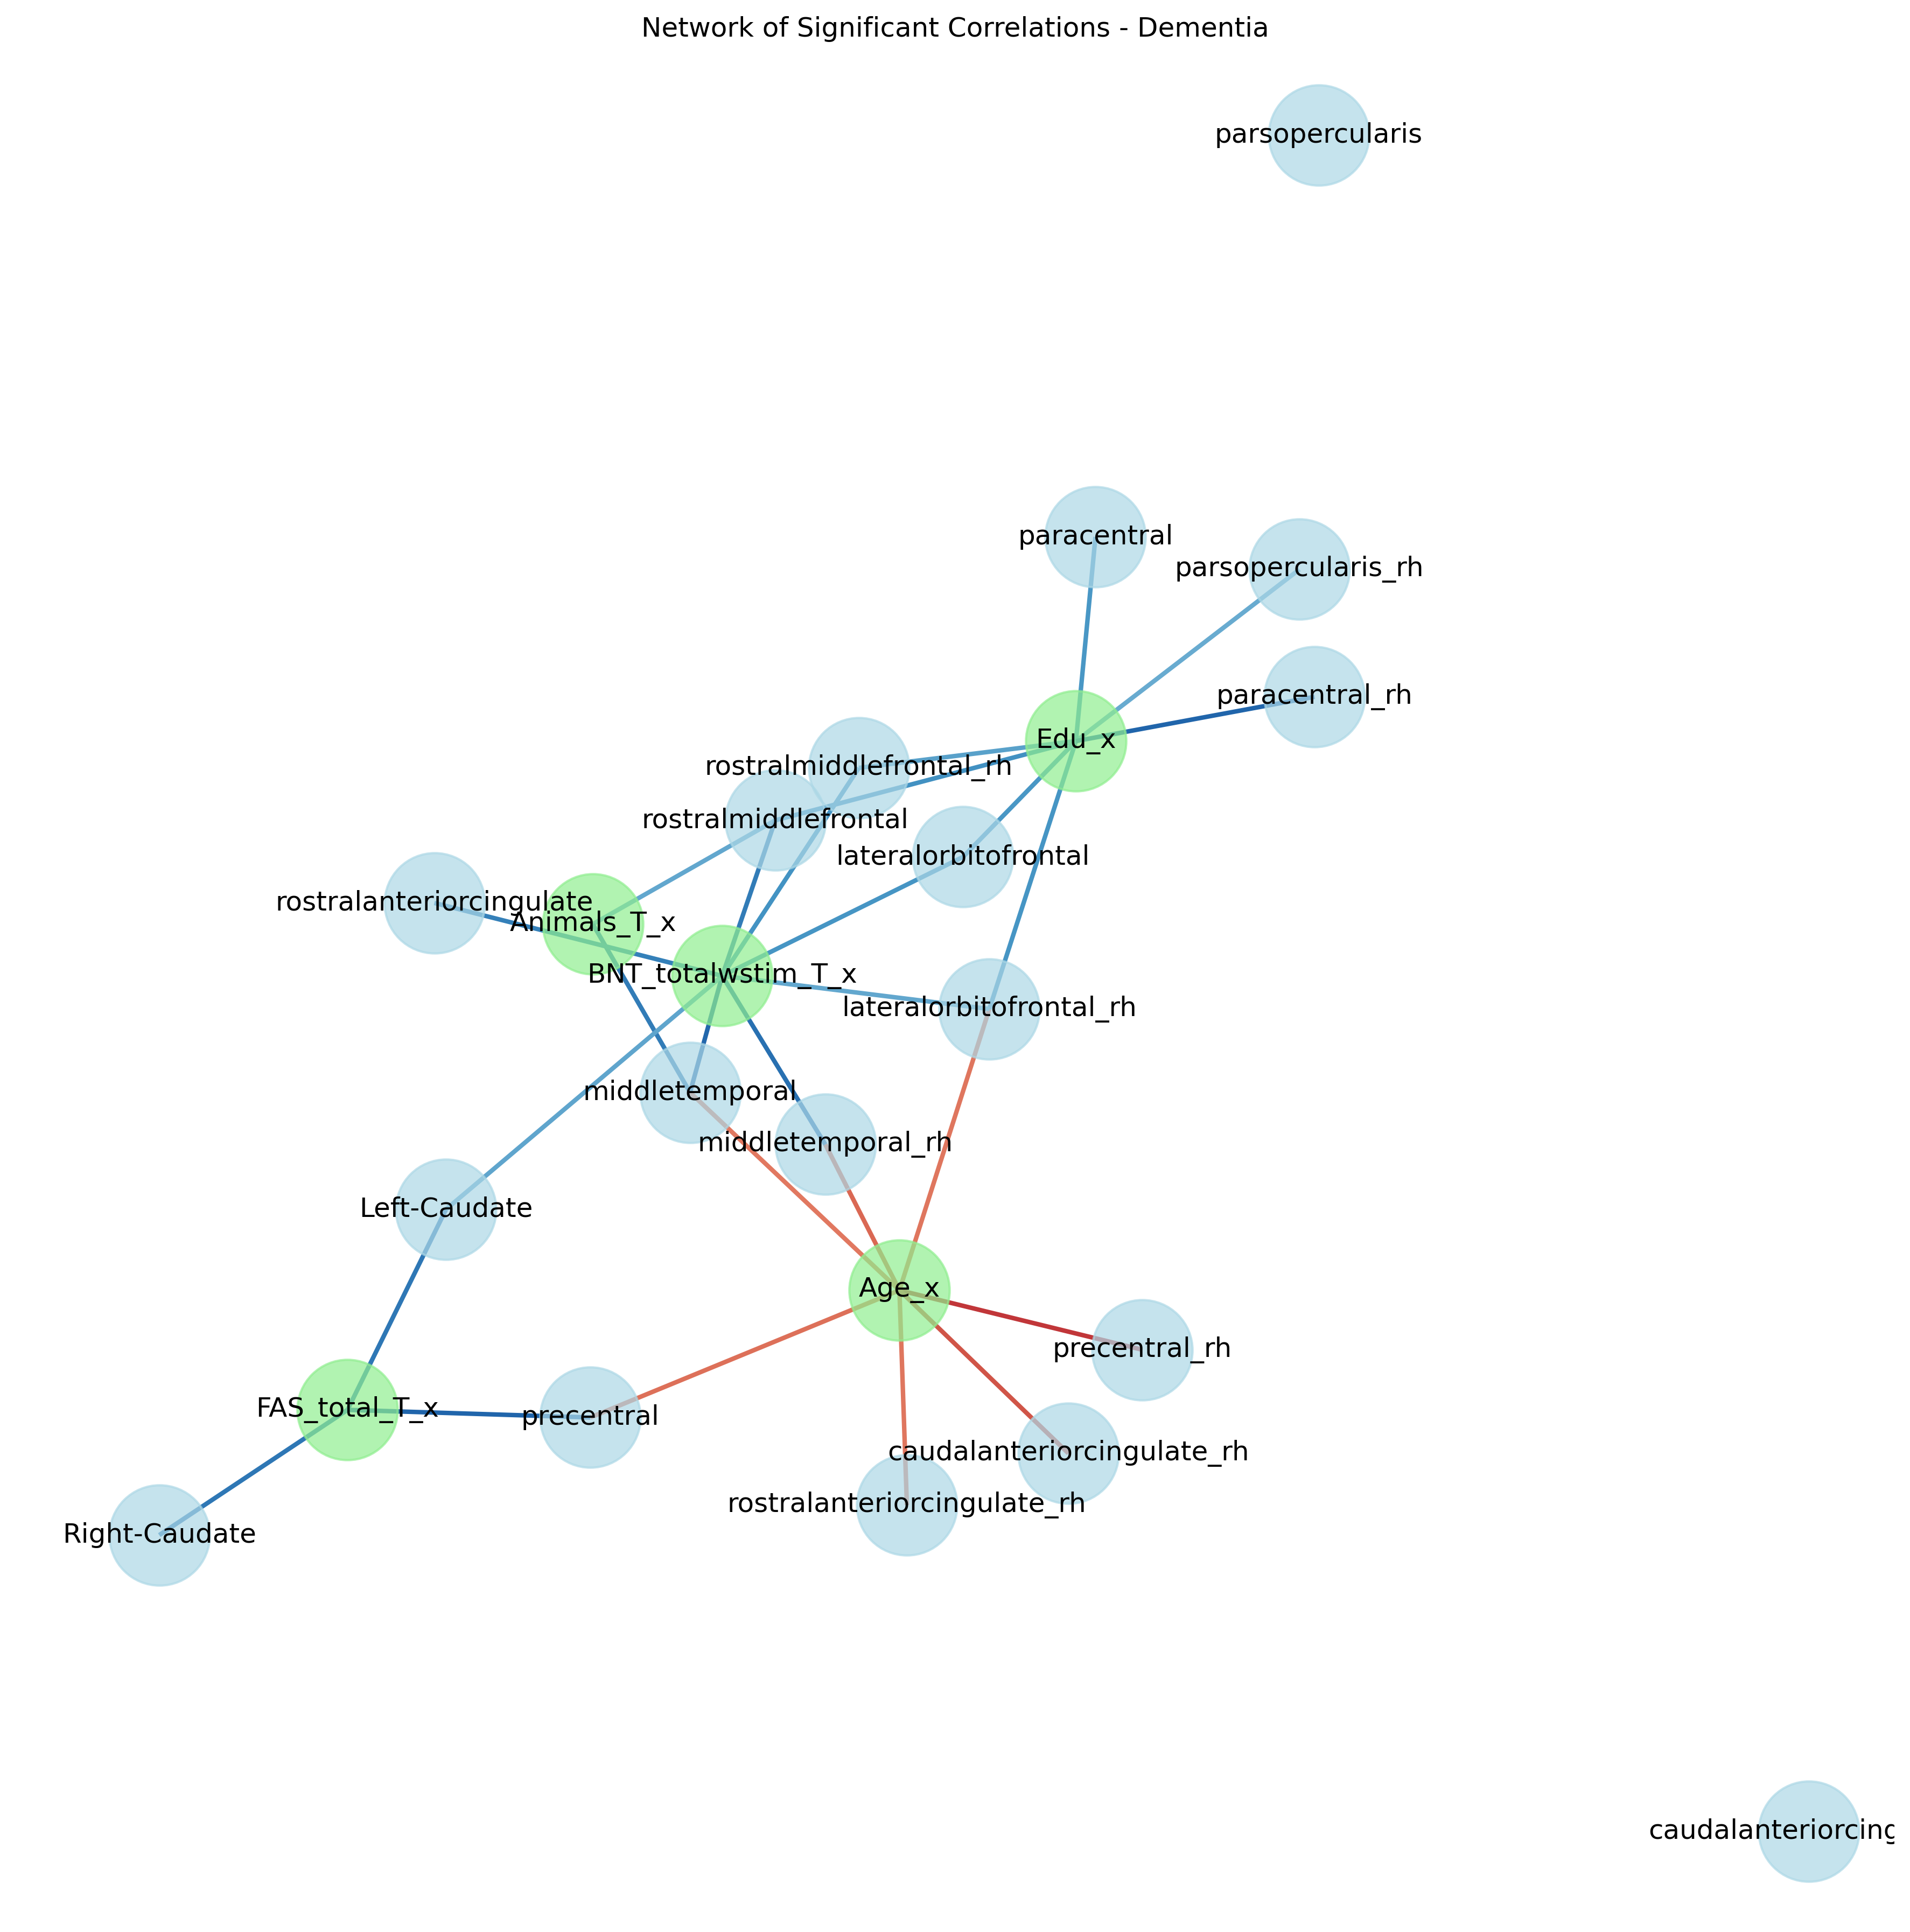 Network of Significant Correlations - Dementia
parsopercularis
paracentral
parsopercularis_rh
paracentral_rh
Edu_x
rostralmiddlefrontal_rh
rostralmiddlefrontal
lateralorbitofrontal
rostralanteriorcingulate
Animals_T_x
BNT_totalwstim_T_x
lateralorbitofrontal_rh
middletemporal
middletemporal_rh
Left-Caudate
Age_x
precentral_rh
FAS_total_T_x
precentral
caudalanteriorcingulate_rh
rostralanteriorcingulate_rh
Right-Caudate
caudalanteriorcing